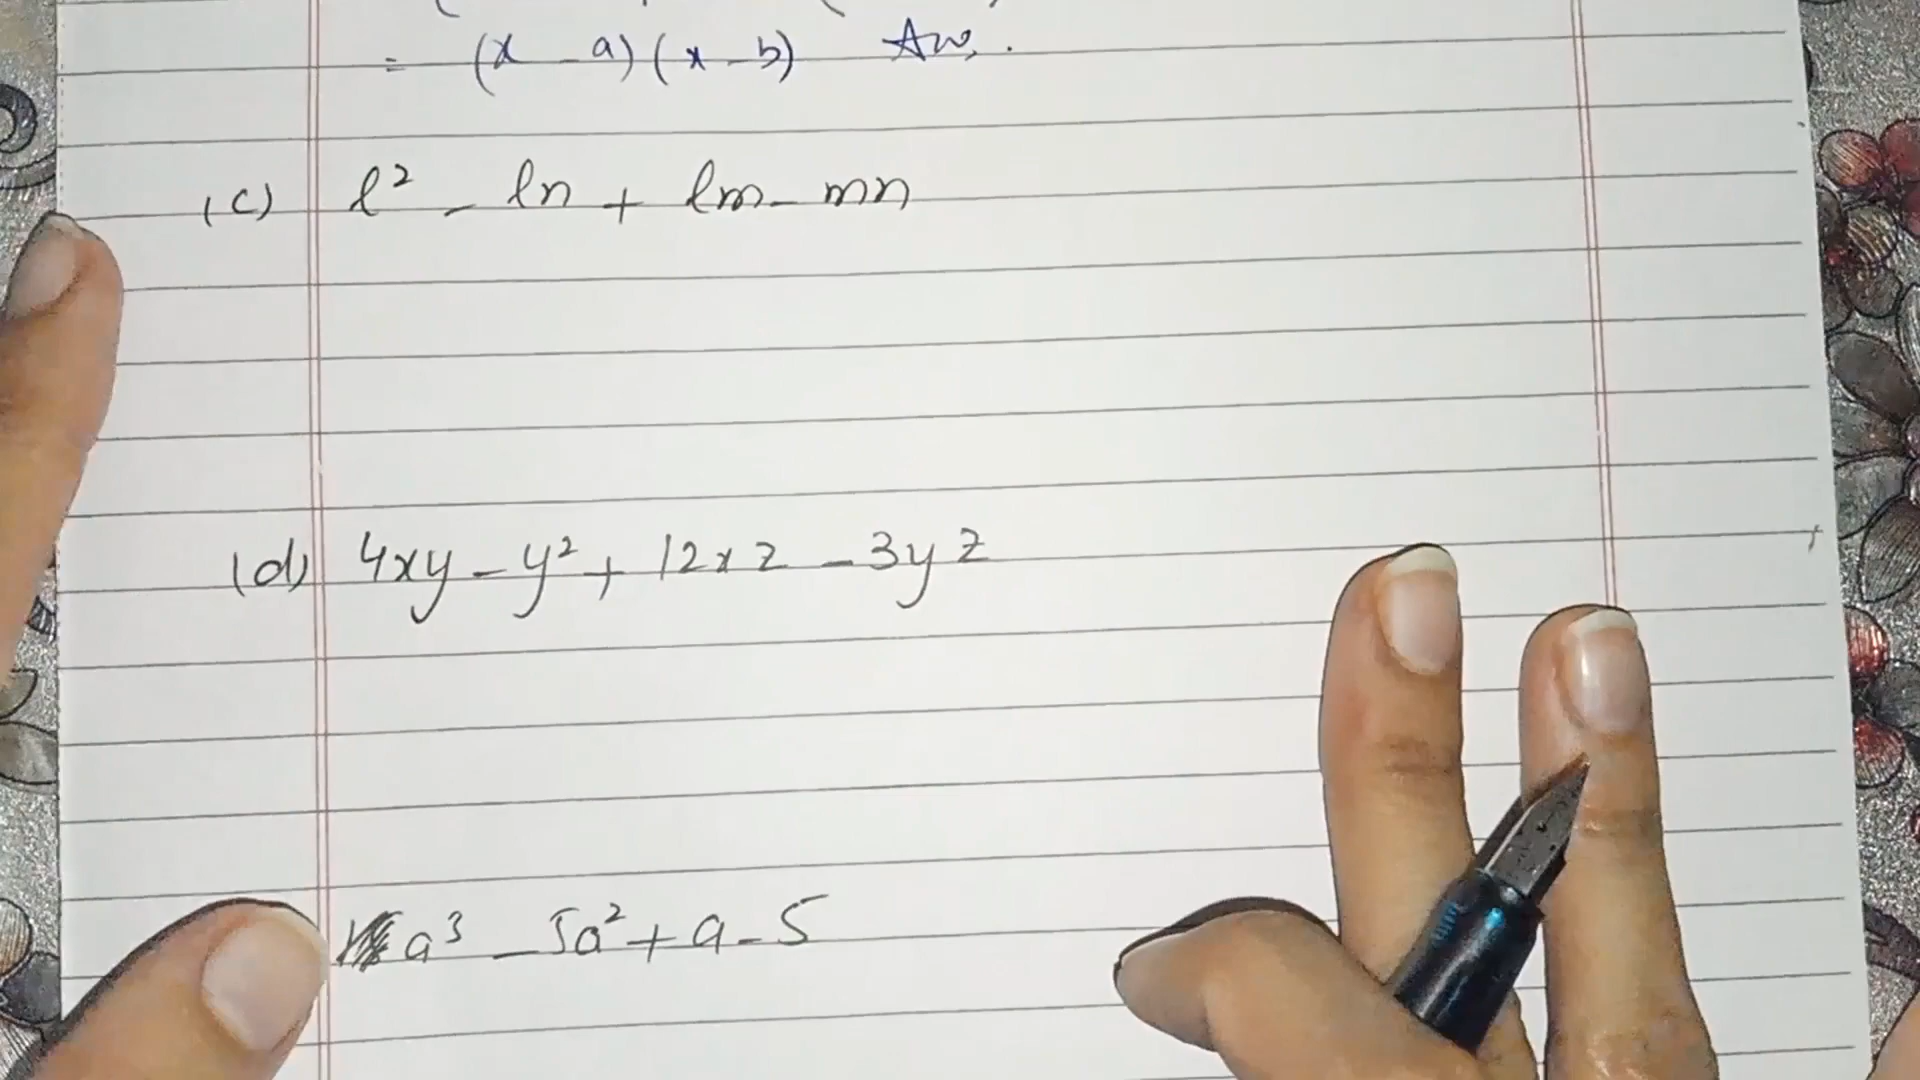 = (x - a) (x - b) Ans.
(c) l² - ln + lm - mn
(d) 4xy - y² + 12xz - 3yz
a³ - 5a² + a - 5